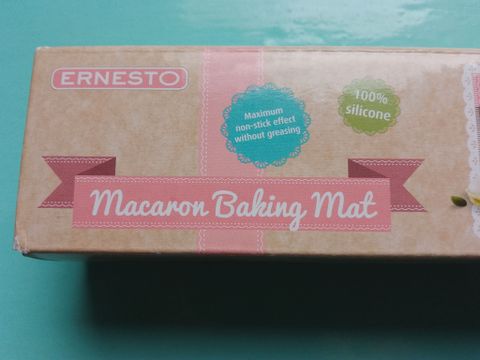 ERNESTO
Maximum
non-stick effect
without greasing
100%
silicone
Macaron Baking Mat